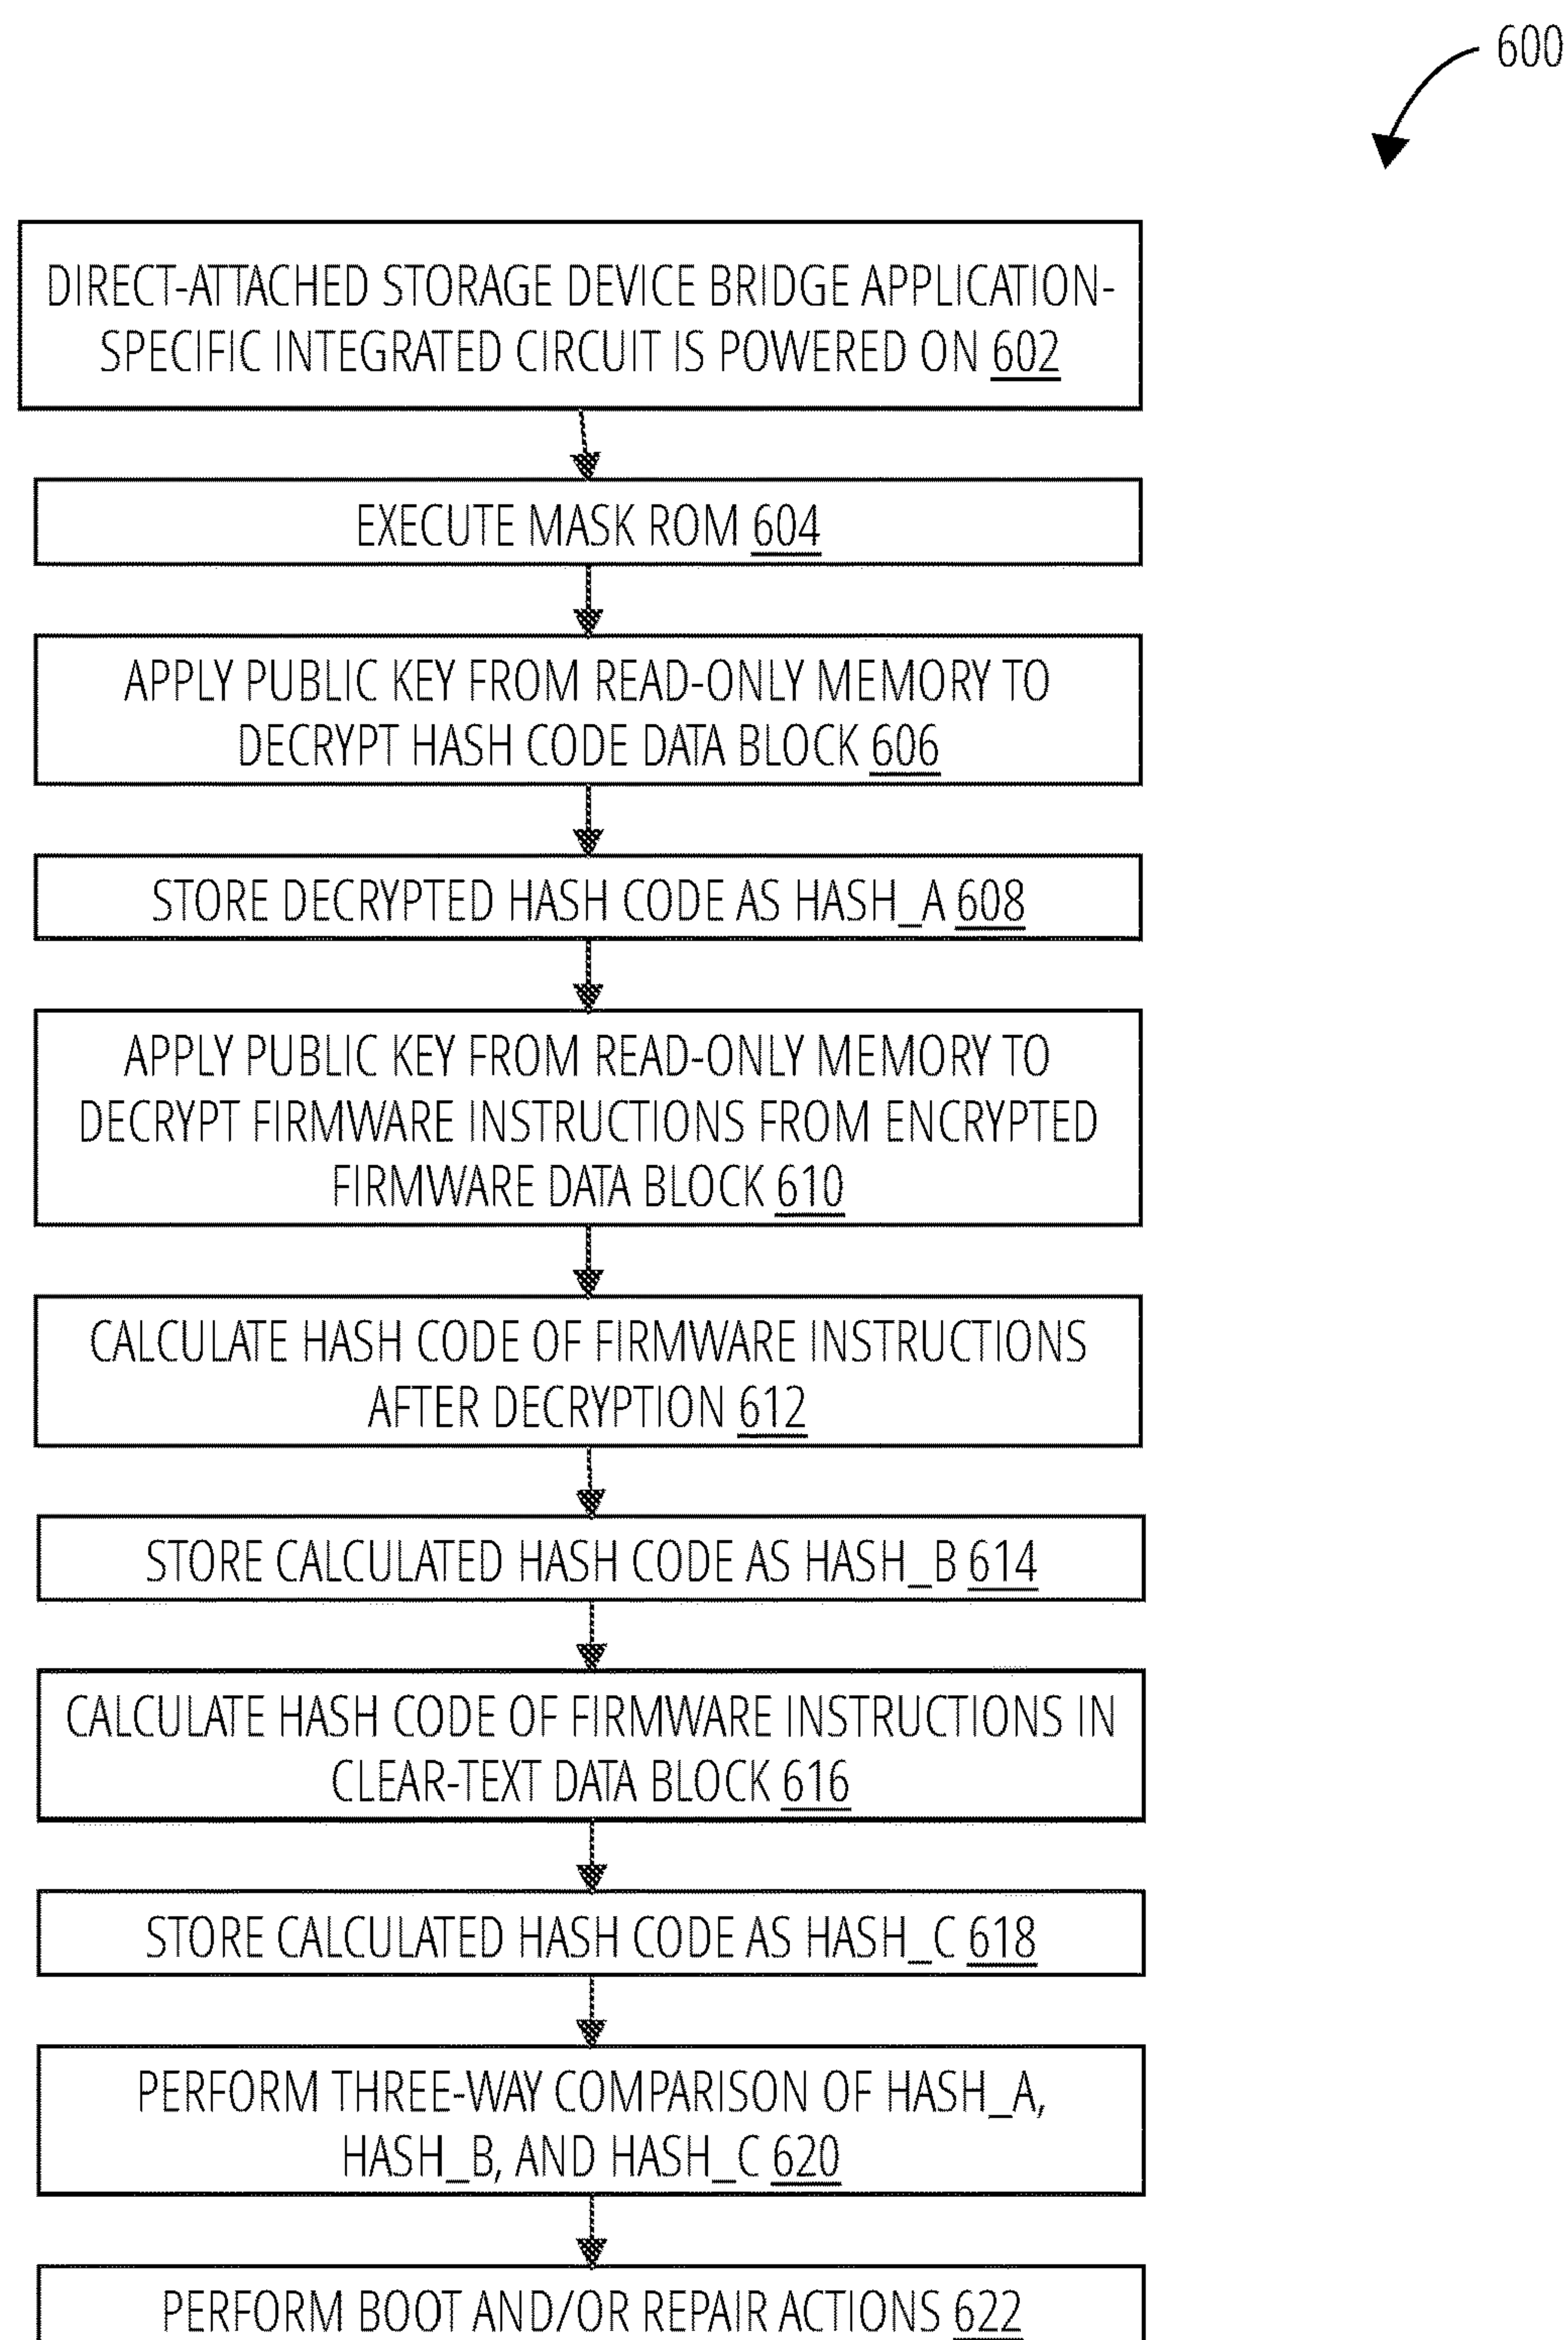 600
DIRECT-ATTACHED STORAGE DEVICE BRIDGE APPLICATION-
SPECIFIC INTEGRATED CIRCUIT IS POWERED ON 602
EXECUTE MASK ROM 604
APPLY PUBLIC KEY FROM READ-ONLY MEMORY TO
DECRYPT HASH CODE DATA BLOCK 606
STORE DECRYPTED HASH CODE AS HASH_A 608
APPLY PUBLIC KEY FROM READ-ONLY MEMORY TO
DECRYPT FIRMWARE INSTRUCTIONS FROM ENCRYPTED
FIRMWARE DATA BLOCK 610
CALCULATE HASH CODE OF FIRMWARE INSTRUCTIONS
AFTER DECRYPTION 612
STORE CALCULATED HASH CODE AS HASH_B 614
CALCULATE HASH CODE OF FIRMWARE INSTRUCTIONS IN
CLEAR-TEXT DATA BLOCK 616
STORE CALCULATED HASH CODE AS HASH_C 618
PERFORM THREE-WAY COMPARISON OF HASH_A,
HASH_B, AND HASH_C 620
PERFORM BOOT AND/OR REPAIR ACTIONS 622